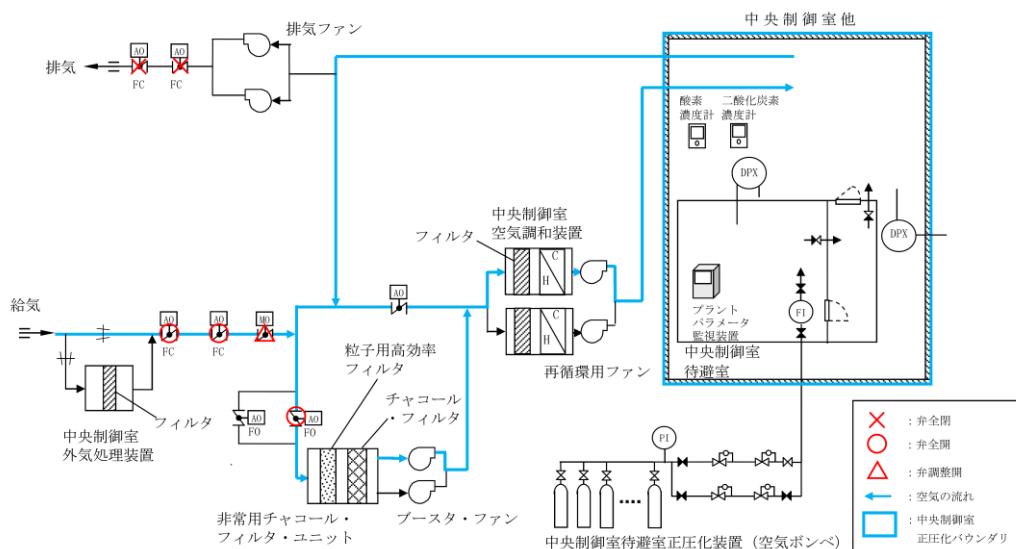 中央制御室他
排気ファン
AO
AO
排気
FC
FC
酸素
濃度計
二酸化炭素
濃度計
DPX
DPX
中央制御室
空気調和装置
フィルタ
C
H
C
H
給気
AO
AO
MO
AO
FC
FC
プラント
パラメータ
監視装置
FI
中央制御室
待避室
粒子用高効率
フィルタ
再循環用ファン
チャコール
・フィルタ
フィルタ
AO
FO
AO
FO
中央制御室
外気処理装置
PI
非常用チャコール・
フィルタ・ユニット
ブースタ・ファン
中央制御室待避室正圧化装置（空気ボンベ）
：弁全閉
：弁全開
：弁調整開
：空気の流れ
：中央制御室
正圧化バウンダリ